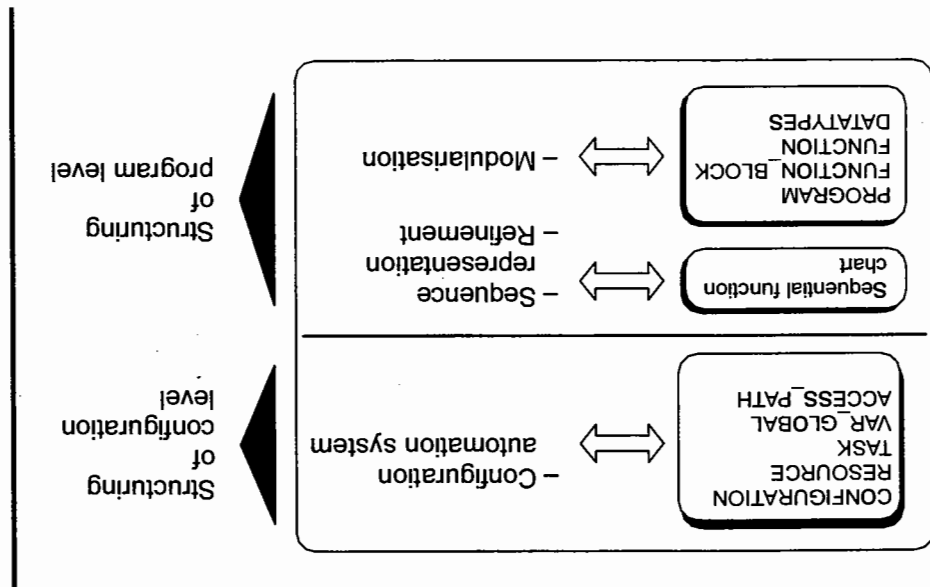 CONFIGURATION
RESOURCE
TASK
VAR_GLOBAL
ACCESS_PATH
– Configuration
automation system
Structuring
of
configuration
level
Sequential function
chart
– Sequence
representation
– Refinement
PROGRAM
FUNCTION_BLOCK
FUNCTION
DATATYPES
– Modularisation
Structuring
of
program level